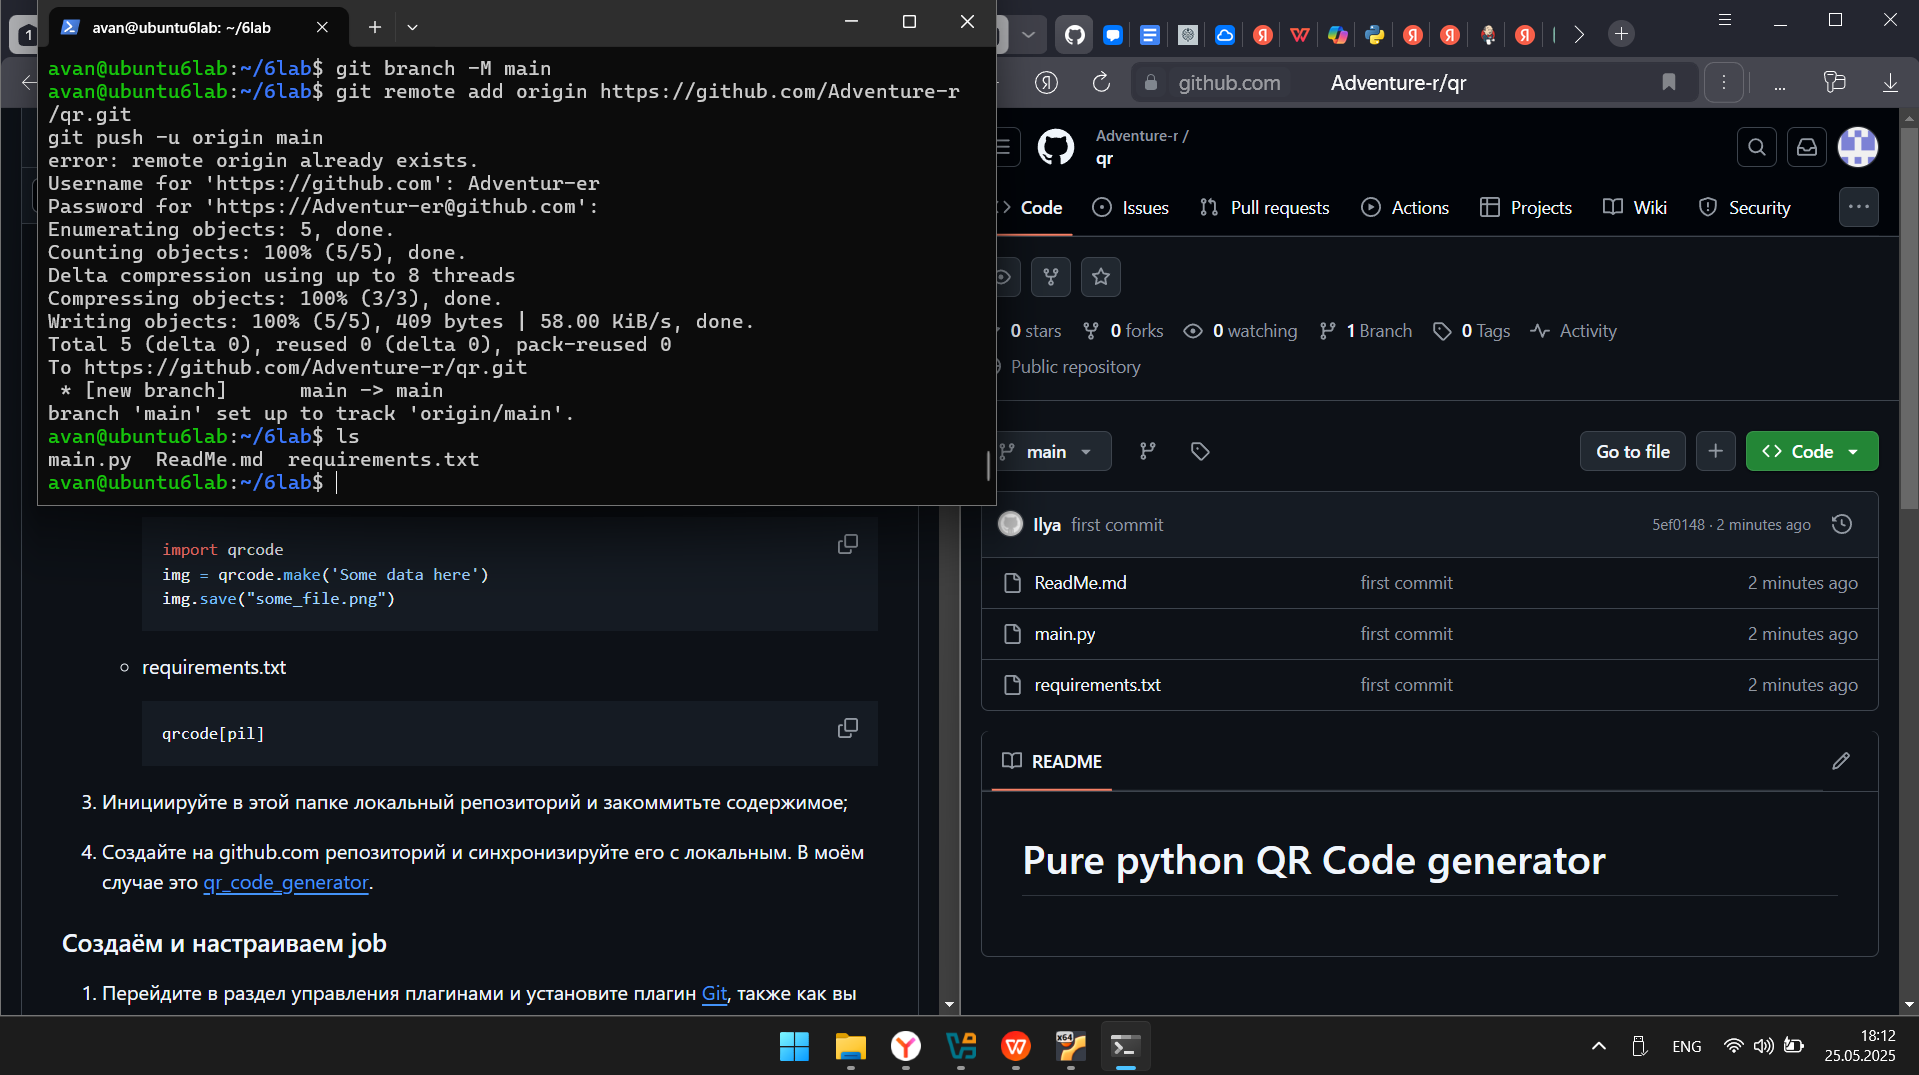 1
avan@ubuntu6lab: ~/6lab
avan@ubuntu6lab:~/6lab$ git branch -M main
avan@ubuntu6lab:~/6lab$ git remote add origin https://github.com/Adventure-r
/qr.git
git push -u origin main
error: remote origin already exists.
Username for 'https://github.com': Adventur-er
Password for 'https://Adventur-er@github.com':
Enumerating objects: 5, done.
Counting objects: 100% (5/5), done.
Delta compression using up to 8 threads
Compressing objects: 100% (3/3), done.
Writing objects: 100% (5/5), 409 bytes | 58.00 KiB/s, done.
Total 5 (delta 0), reused 0 (delta 0), pack-reused 0
To https://github.com/Adventure-r/qr.git
* [new branch]      main -> main
branch 'main' set up to track 'origin/main'.
avan@ubuntu6lab:~/6lab$ ls
main.py  ReadMe.md  requirements.txt
avan@ubuntu6lab:~/6lab$
import qrcode
img = qrcode.make('Some data here')
img.save("some_file.png")
requirements.txt
qrcode[pil]
3. Инициируйте в этой папке локальный репозиторий и закоммитьте содержимое;
4. Создайте на github.com репозиторий и синхронизируйте его с локальным. В моём
случае это qr_code_generator.
Создаём и настраиваем job
1. Перейдите в раздел управления плагинами и установите плагин Git, также как вы
github.com Adventure-r/qr
Adventure-r /
qr
Code Issues Pull requests Actions Projects Wiki Security
0 stars 0 forks 0 watching 1 Branch 0 Tags Activity
Public repository
main Go to file Code
Ilya first commit 5ef0148 · 2 minutes ago
ReadMe.md first commit 2 minutes ago
main.py first commit 2 minutes ago
requirements.txt first commit 2 minutes ago
README
Pure python QR Code generator
x64
ENG
18:12
25.05.2025